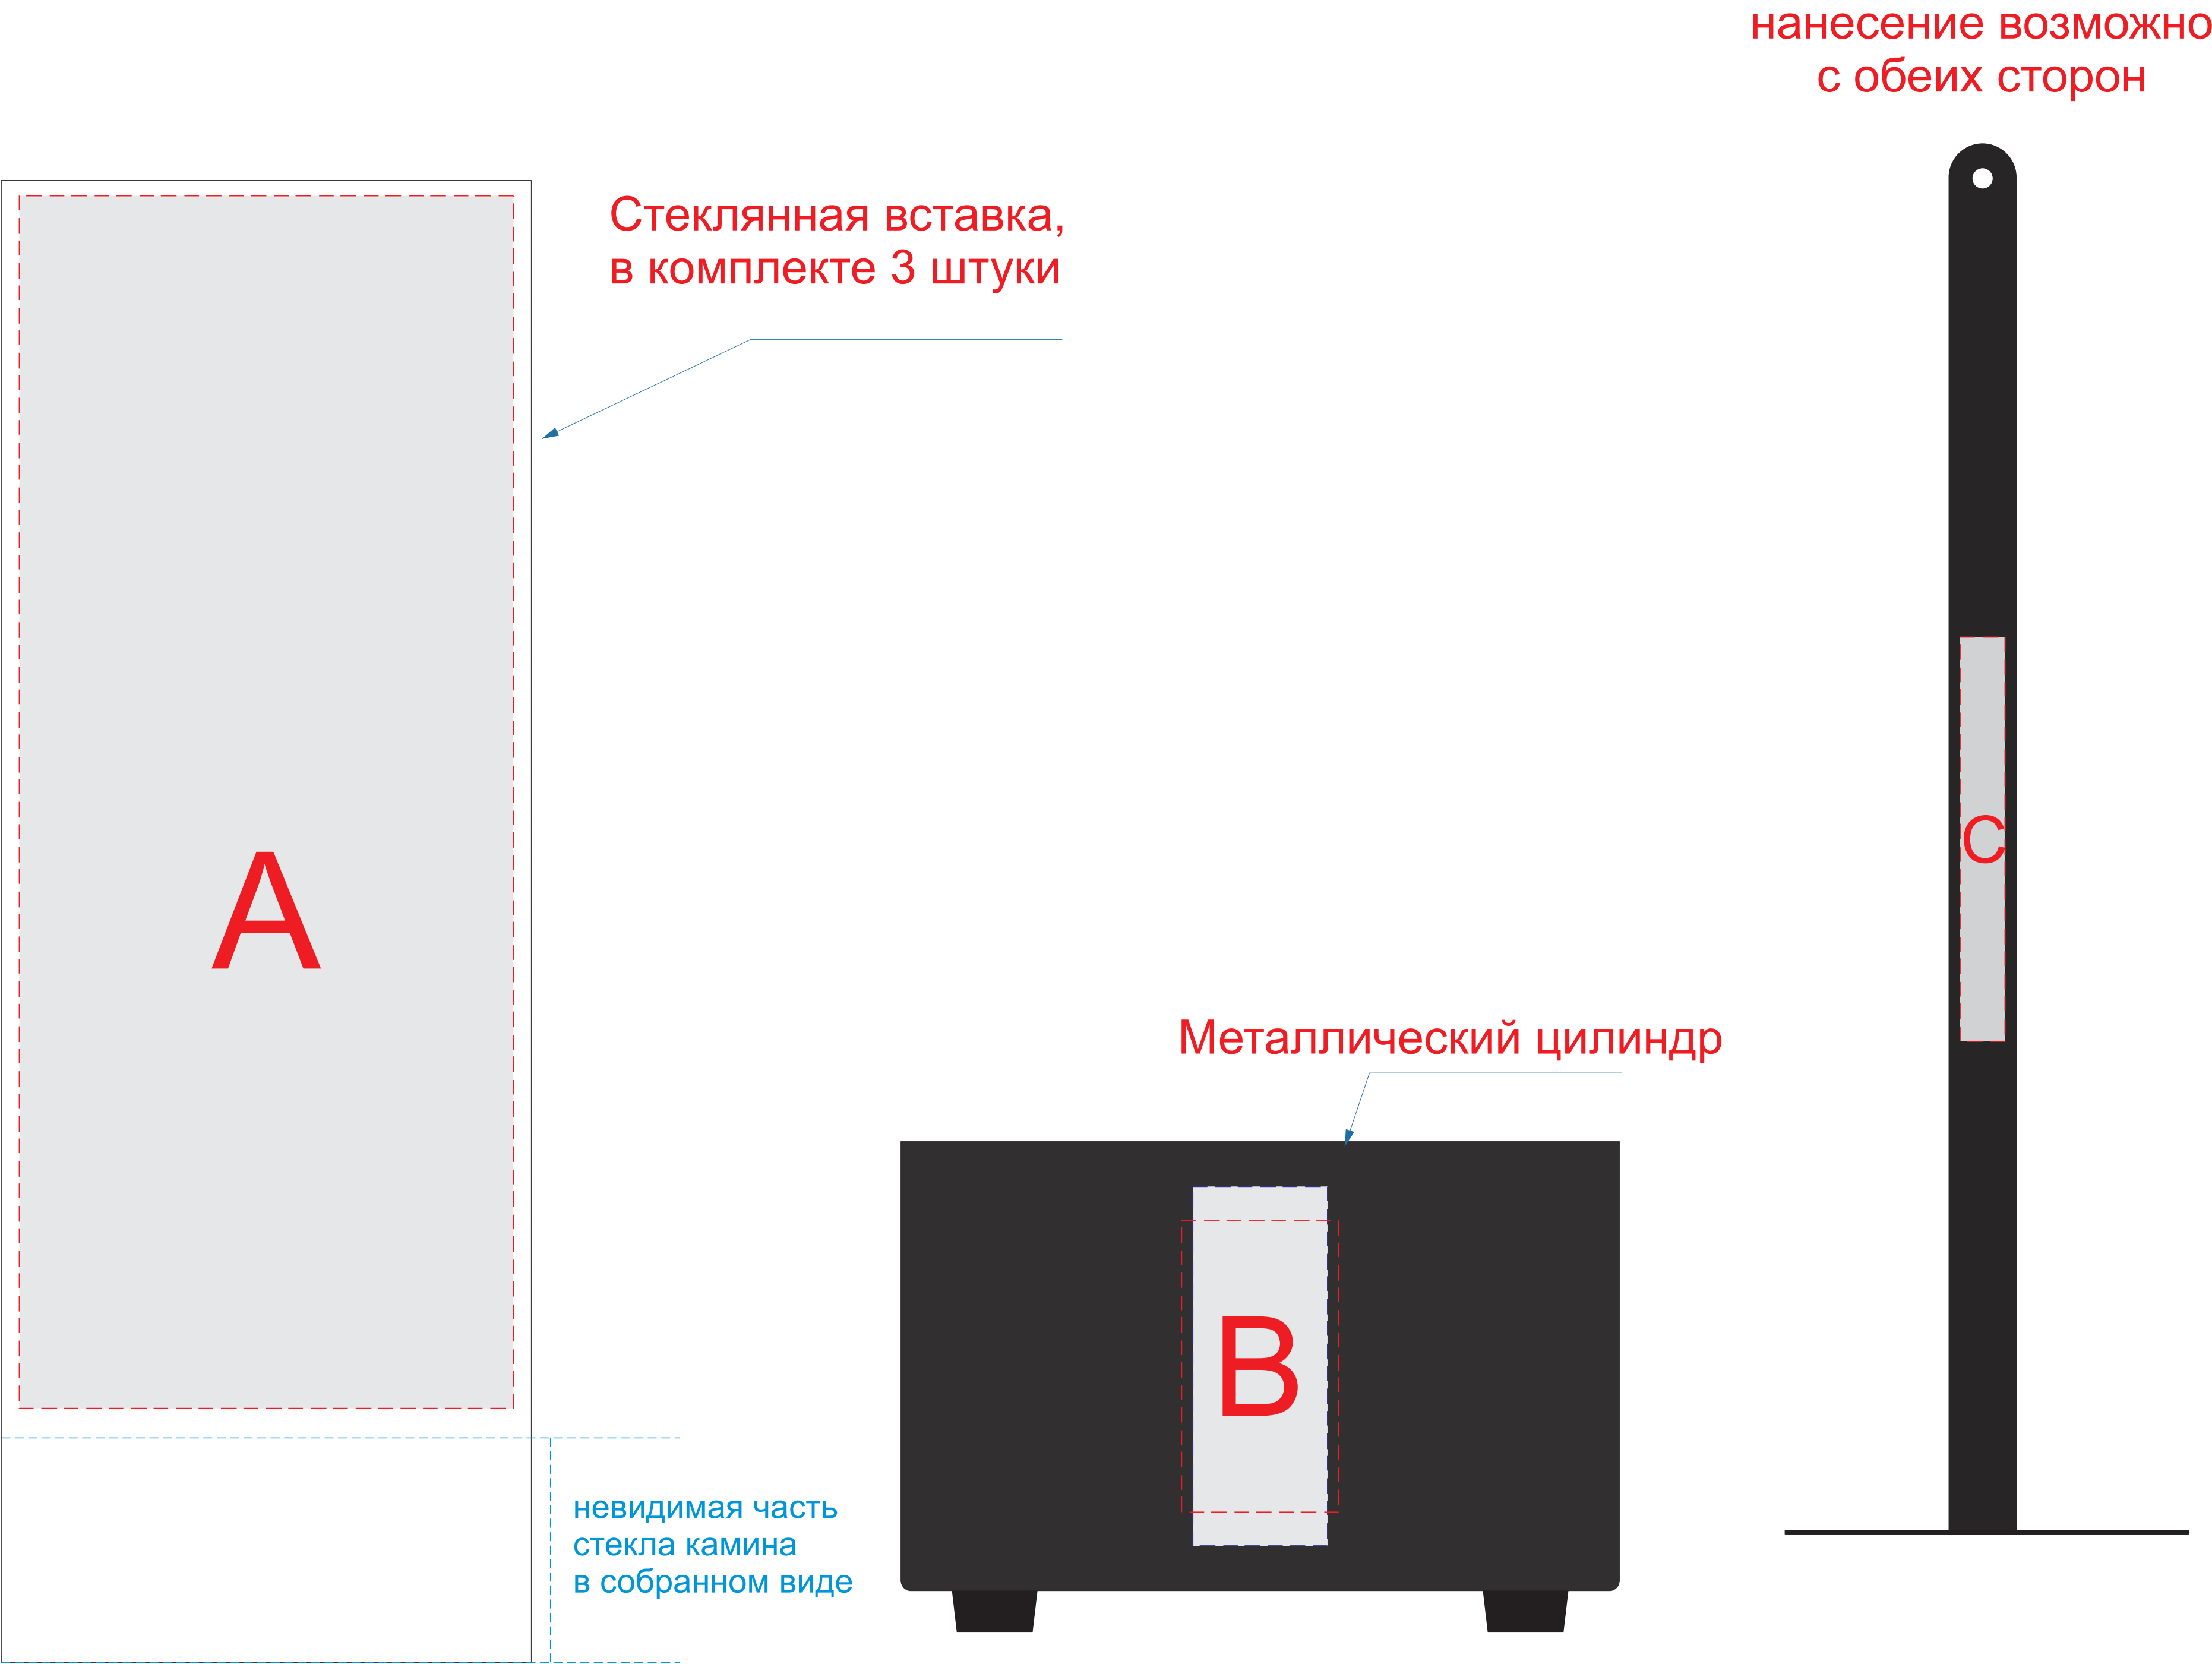 нанесение возможно
с обеих сторон
Стеклянная вставка,
в комплекте 3 штуки
A
C
Металлический цилиндр
B
невидимая часть
стекла камина
в собранном виде